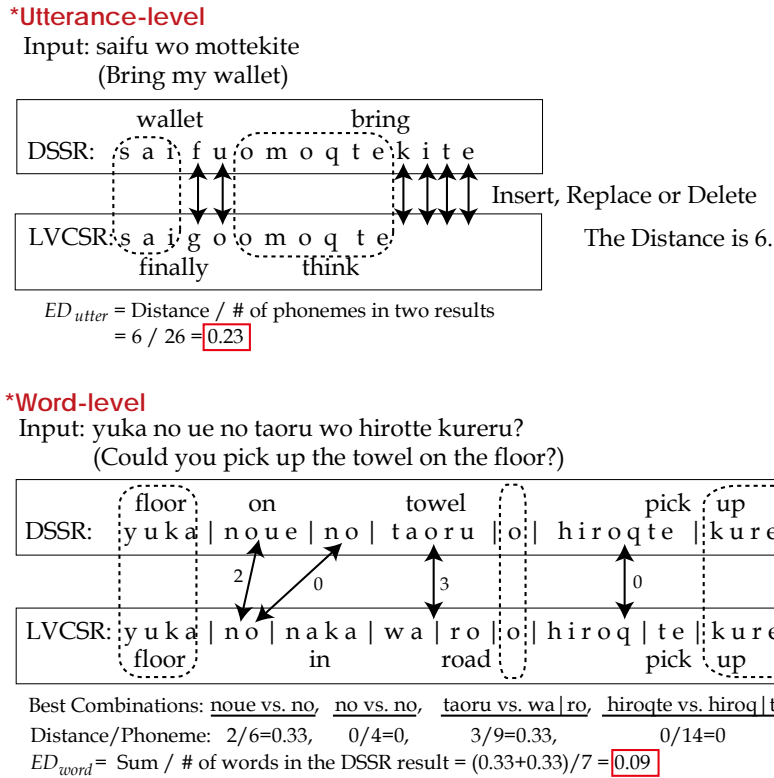 *Utterance-level
Input: saifu wo mottekite
(Bring my wallet)
wallet bring
DSSR: s a i f u o m o q t e k i t e
Insert, Replace or Delete
LVCSR: s a i g o o m o q t e
The Distance is 6.
finally think
ED utter = Distance / # of phonemes in two results
= 6 / 26 = 0.23
*Word-level
Input: yuka no ue no taoru wo hirotte kureru?
(Could you pick up the towel on the floor?)
floor on towel pick up
DSSR: y u k a | n o u e | n o | t a o r u | o | h i r o q t e | k u r e
2 0 3 0
LVCSR: y u k a | n o | n a k a | w a | r o | o | h i r o q | t e | k u r e
floor in road pick up
Best Combinations: noue vs. no, no vs. no, taoru vs. wa|ro, hiroqte vs. hiroq|t
Distance/Phoneme: 2/6=0.33, 0/4=0, 3/9=0.33, 0/14=0
ED word = Sum / # of words in the DSSR result = (0.33+0.33)/7 = 0.09